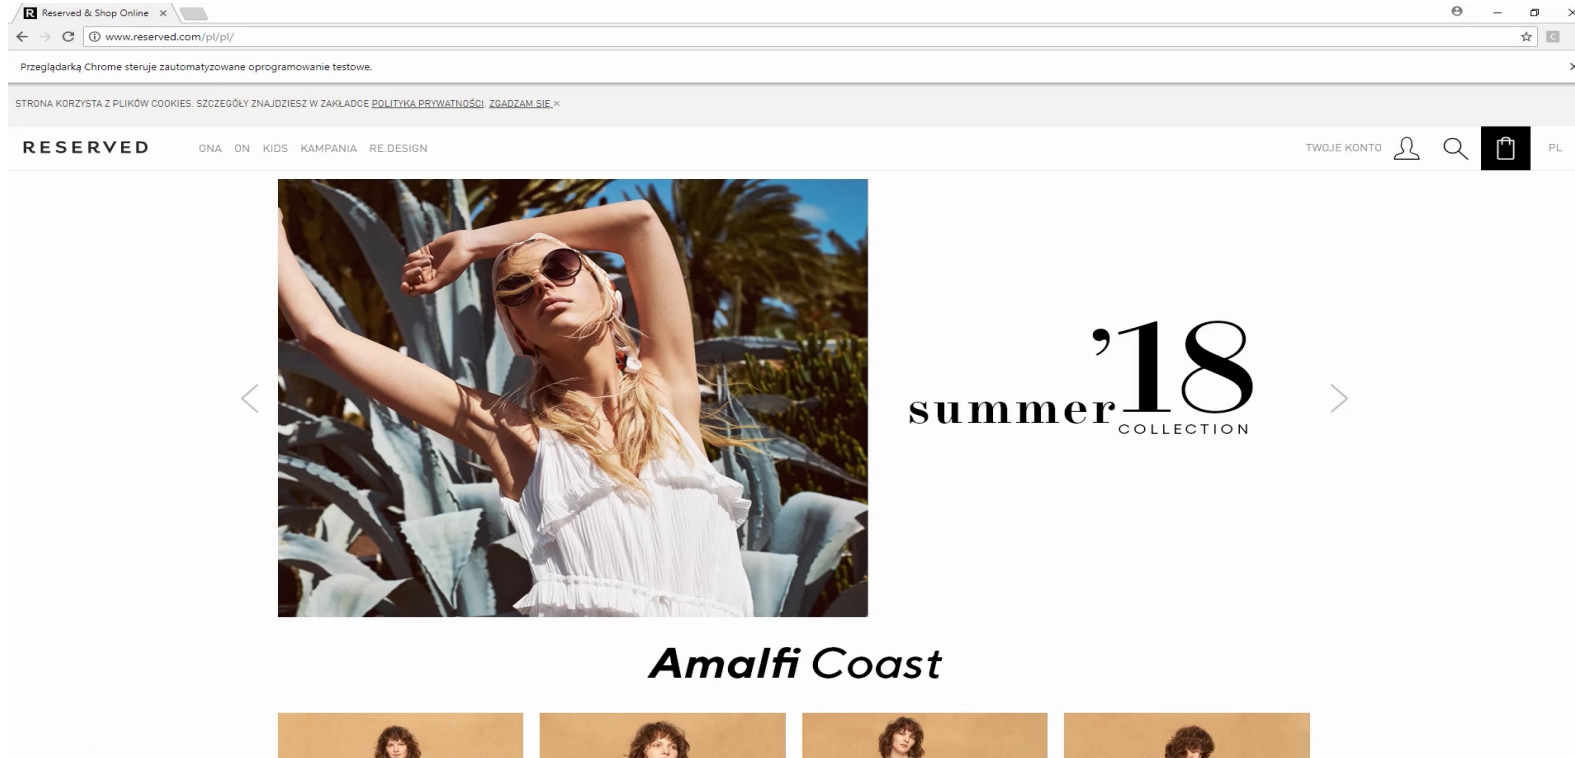 R Reserved & Shop Online
www.reserved.com/pl/pl/
C
Przeglądarką Chrome steruje zautomatyzowane oprogramowanie testowe.
STRONA KORZYSTA Z PLIKÓW COOKIES. SZCZEGÓŁY ZNAJDZIESZ W ZAKŁADCE POLITYKA PRYWATNOŚCI. ZGADZAM SIĘ ×
RESERVED ONA ON KIDS KAMPANIA RE.DESIGN TWOJE KONTO PL
summer '18
COLLECTION
Amalfi Coast